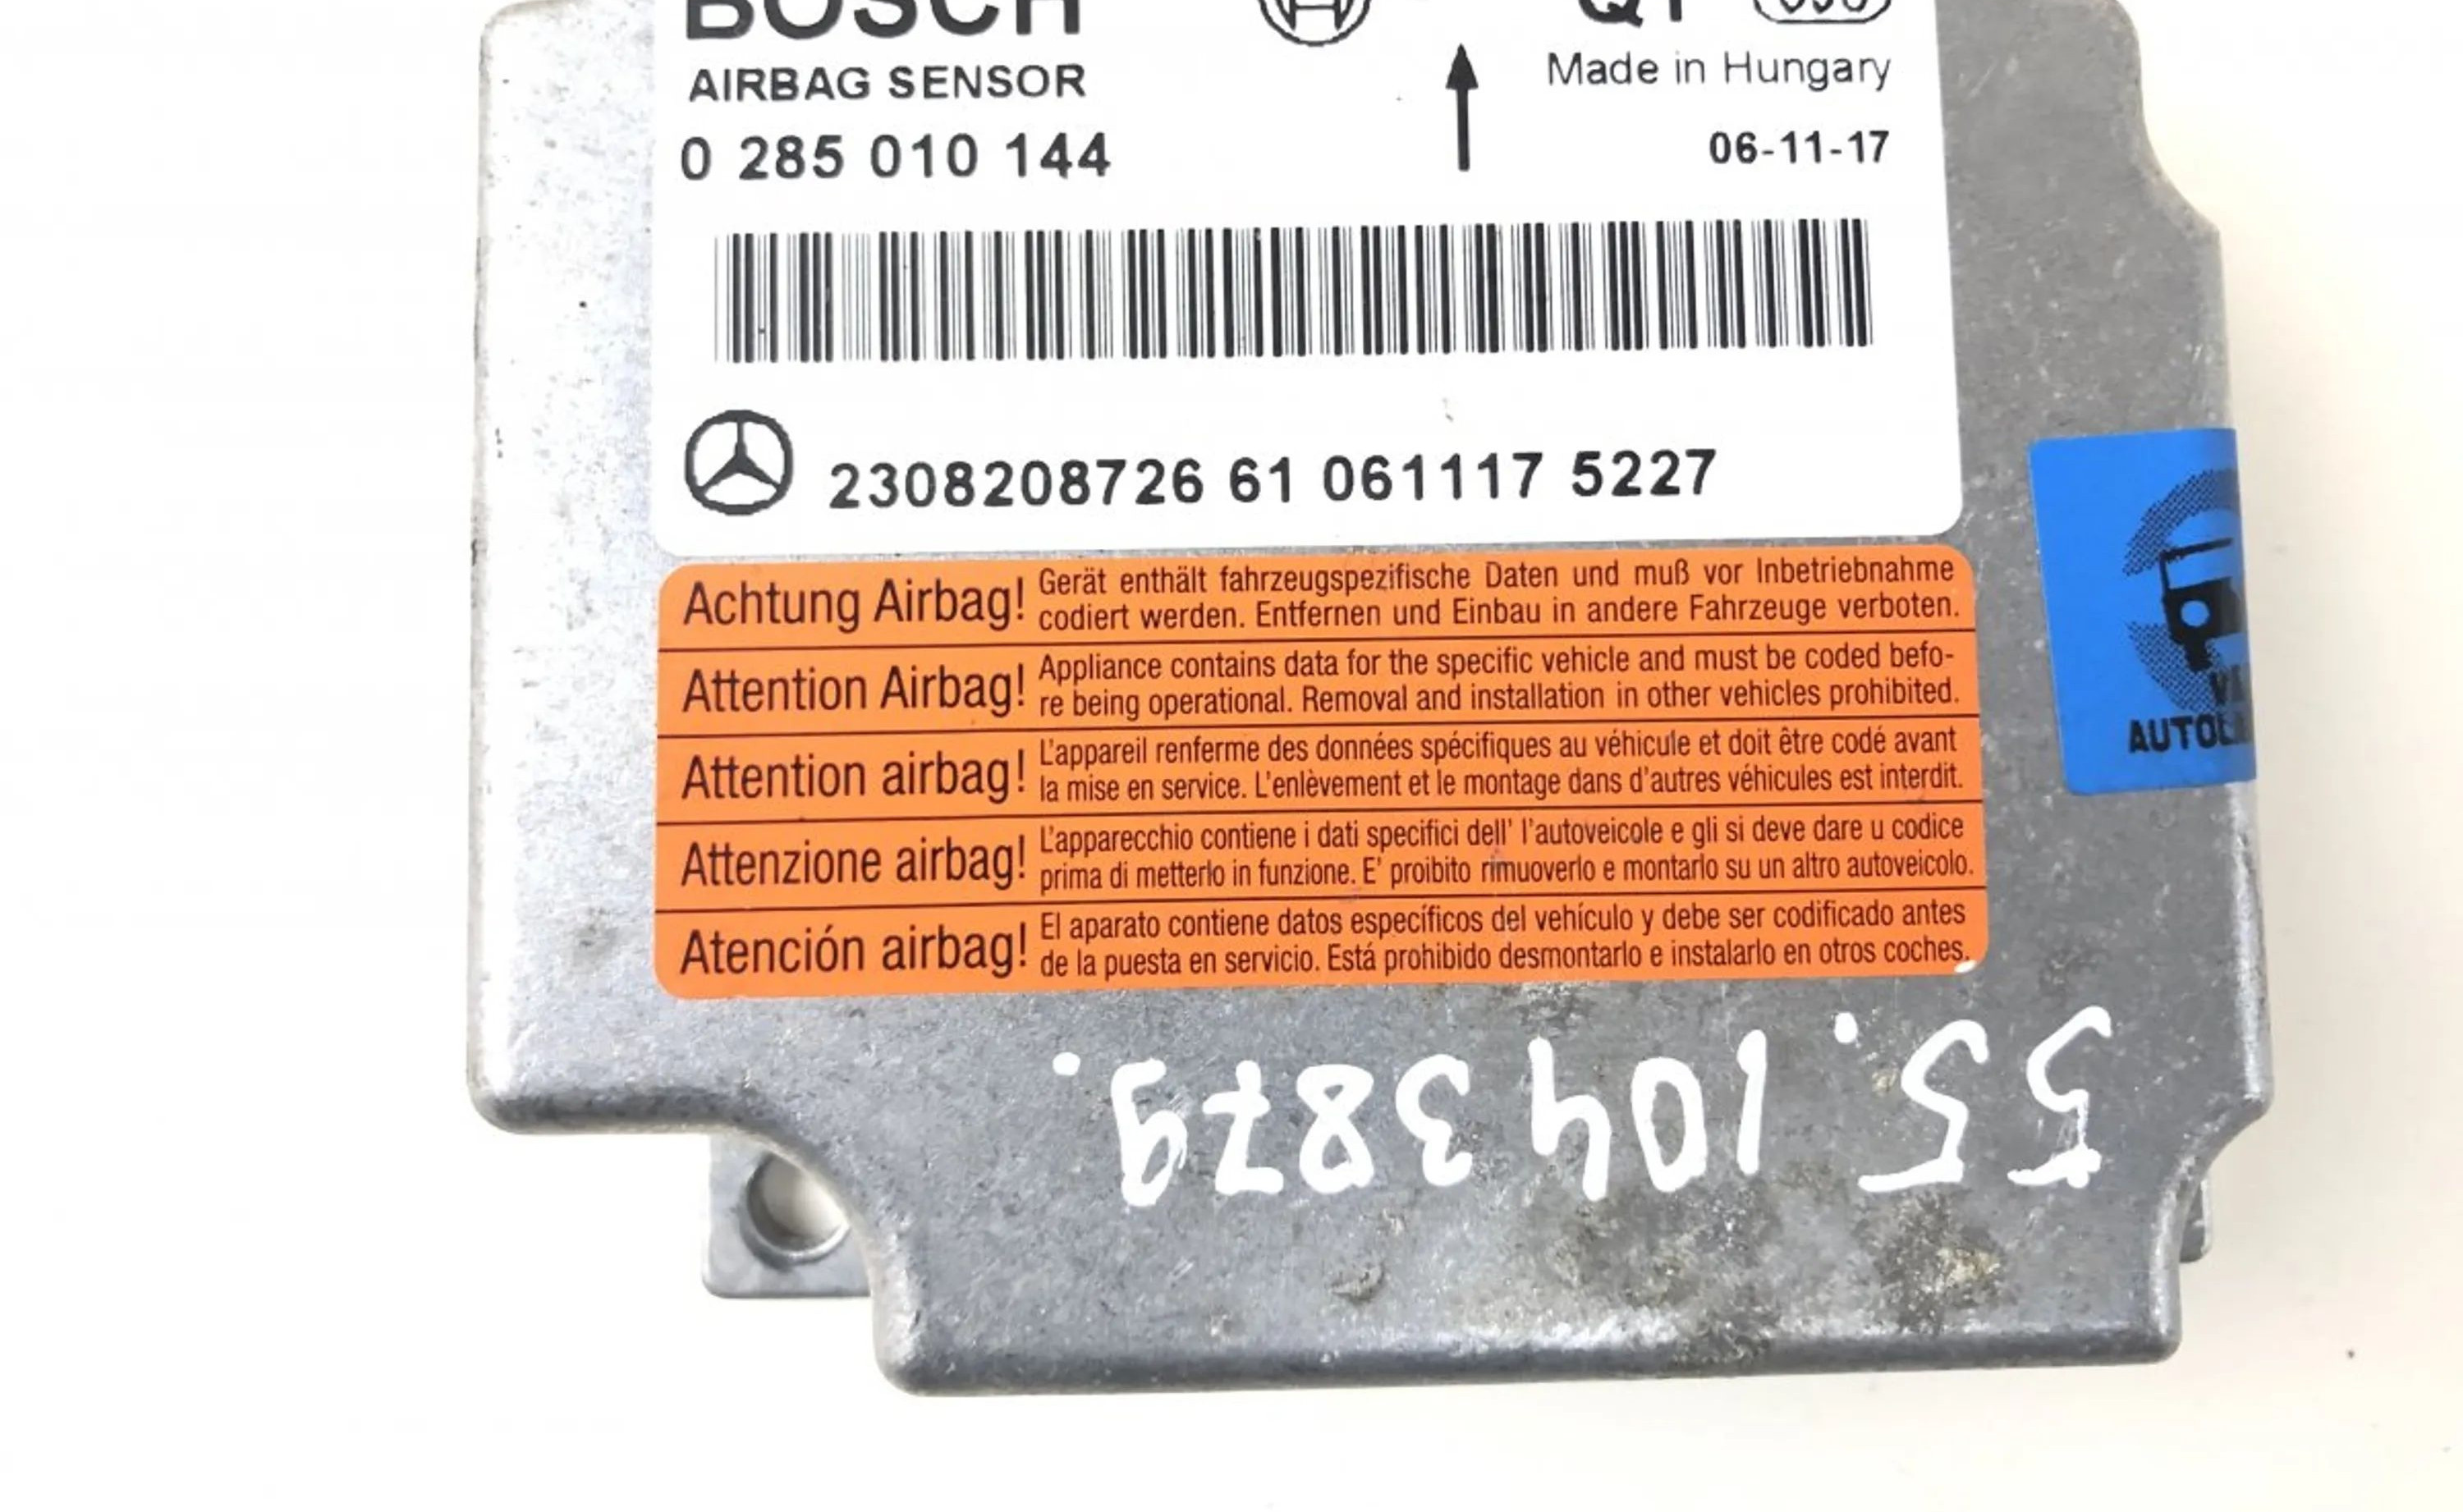 BOSCH
AIRBAG SENSOR
0 285 010 144
Made in Hungary
06-11-17
2308208726 61 061117 5227
Achtung Airbag! Gerät enthält fahrzeugspezifische Daten und muß vor Inbetriebnahme
codiert werden. Entfernen und Einbau in andere Fahrzeuge verboten.
Attention Airbag! Appliance contains data for the specific vehicle and must be coded befo-
re being operational. Removal and installation in other vehicles prohibited.
Attention airbag! L'appareil renferme des données spécifiques au véhicule et doit être codé avant
la mise en service. L'enlèvement et le montage dans d'autres véhicules est interdit.
Attenzione airbag! L'apparecchio contiene i dati specifici dell' l'autoveicole e gli si deve dare u codice
prima di metterlo in funzione. E' proibito rimuoverlo e montarlo su un altro autoveicolo.
Atención airbag! El aparato contiene datos específicos del vehículo y debe ser codificado antes
de la puesta en servicio. Está prohibido desmontarlo e instalarlo en otros coches.
55.1043879.